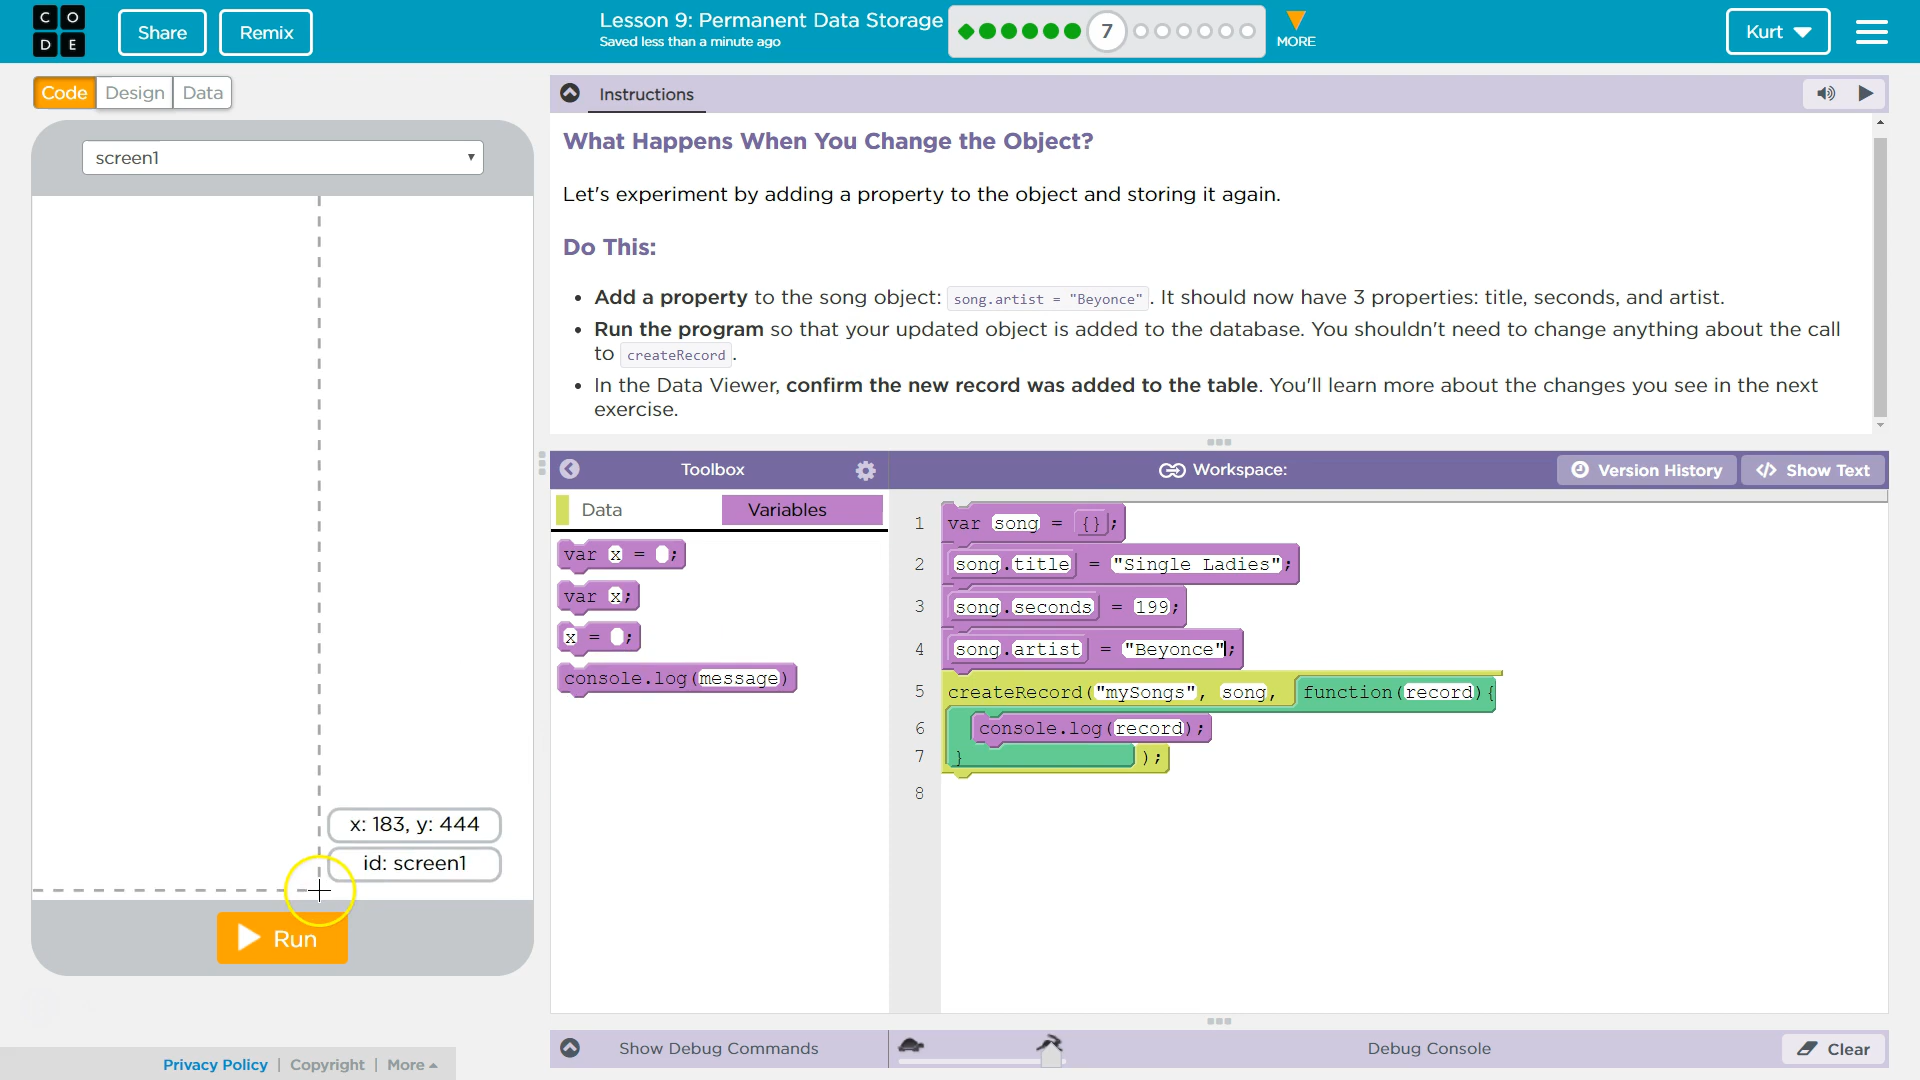 C O
D E
Share
Remix
Lesson 9: Permanent Data Storage
Saved less than a minute ago
7
MORE
Kurt
Code
Design
Data
screen1
Instructions
What Happens When You Change the Object?
Let's experiment by adding a property to the object and storing it again.
Do This:
• Add a property to the song object: song.artist = "Beyonce" . It should now have 3 properties: title, seconds, and artist.
• Run the program so that your updated object is added to the database. You shouldn't need to change anything about the call
to createRecord .
• In the Data Viewer, confirm the new record was added to the table. You'll learn more about the changes you see in the next
exercise.
Toolbox
Workspace:
Version History
</> Show Text
Data
Variables
var x = ;
var x;
x = ;
console.log(message)
1 var song = {};
2 song.title = "Single Ladies";
3 song.seconds = 199;
4 song.artist = "Beyonce";
5 createRecord("mySongs", song, function(record){
6 console.log(record);
7 } );
8
x: 183, y: 444
id: screen1
Run
Privacy Policy | Copyright | More
Show Debug Commands
Debug Console
Clear